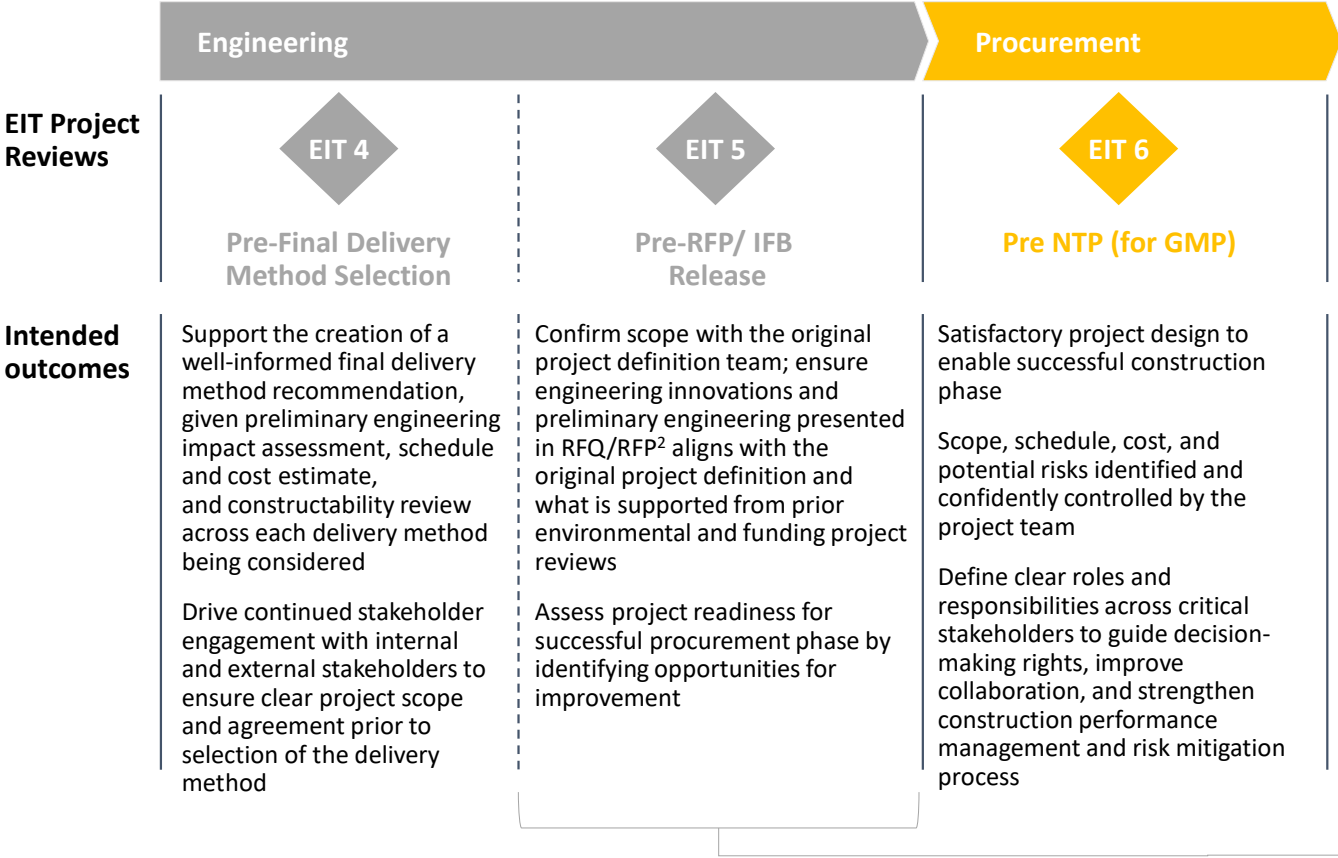 Engineering
Procurement
EIT Project
Reviews
EIT 4
EIT 5
EIT 6
Pre-Final Delivery
Method Selection
Pre-RFP/ IFB
Release
Pre NTP (for GMP)
Intended
outcomes
Support the creation of a
well-informed final delivery
method recommendation,
given preliminary engineering
impact assessment, schedule
and cost estimate,
and constructability review
across each delivery method
being considered
Drive continued stakeholder
engagement with internal
and external stakeholders to
ensure clear project scope
and agreement prior to
selection of the delivery
method
Confirm scope with the original
project definition team; ensure
engineering innovations and
preliminary engineering presented
in RFQ/RFP² aligns with the
original project definition and
what is supported from prior
environmental and funding project
reviews
Assess project readiness for
successful procurement phase by
identifying opportunities for
improvement
Satisfactory project design to
enable successful construction
phase
Scope, schedule, cost, and
potential risks identified and
confidently controlled by the
project team
Define clear roles and
responsibilities across critical
stakeholders to guide decision-
making rights, improve
collaboration, and strengthen
construction performance
management and risk mitigation
process